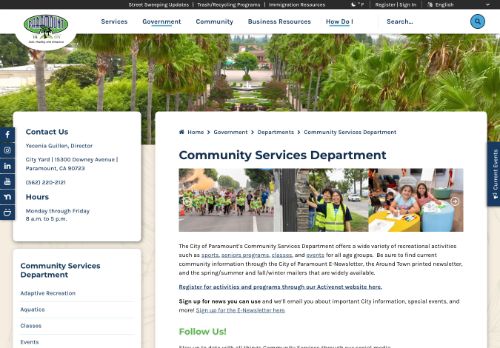 Street Sweeping Updates | Trash/Recycling Programs | Immigration Resources
° F
Register | Sign In
English
PARAMOUNT
Services
Government
Community
Business Resources
How Do I
Search...
Contact Us
Yecenia Guillen, Director
City Yard | 15300 Downey Avenue |
Paramount, CA 90723
(562) 220-2121
Hours
Monday through Friday
8 a.m. to 5 p.m.
Community Services
Department
Adaptive Recreation
Aquatics
Classes
Events
Home > Government > Departments > Community Services Department
Community Services Department
The City of Paramount's Community Services Department offers a wide variety of recreational activities
such as sports, seniors programs, classes, and events for all age groups. Be sure to find current
community information through the City of Paramount E-Newsletter, the Around Town printed newsletter,
and the spring/summer and fall/winter mailers that are widely available.
Register for activities and programs through our Activenet website here.
Sign up for news you can use and we'll email you about important City information, special events, and
more! Sign up for the E-Newsletter here
Follow Us!
Current Events